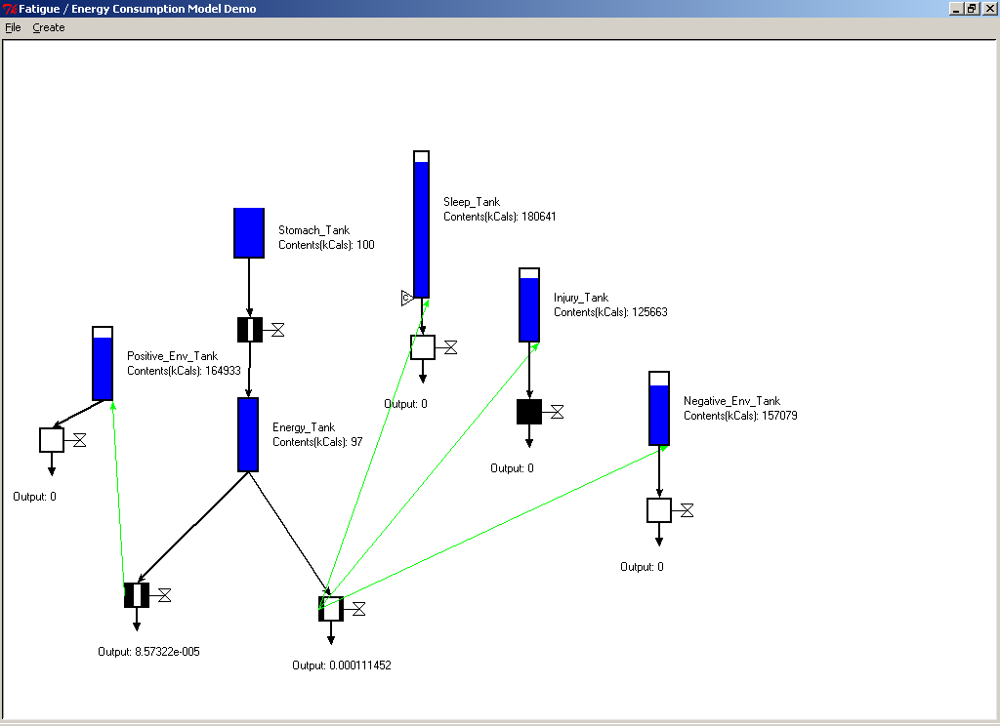 Fatigue / Energy Consumption Model Demo
File Create
Sleep_Tank
Contents(kCals): 180641
Stomach_Tank
Contents(kCals): 100
C
Injury_Tank
Contents(kCals): 125663
Positive_Env_Tank
Contents(kCals): 164933
Output: 0
Negative_Env_Tank
Contents(kCals): 157079
Energy_Tank
Contents(kCals): 97
Output: 0
Output: 0
Output: 0
Output: 8.57322e-005
Output: 0.000111452